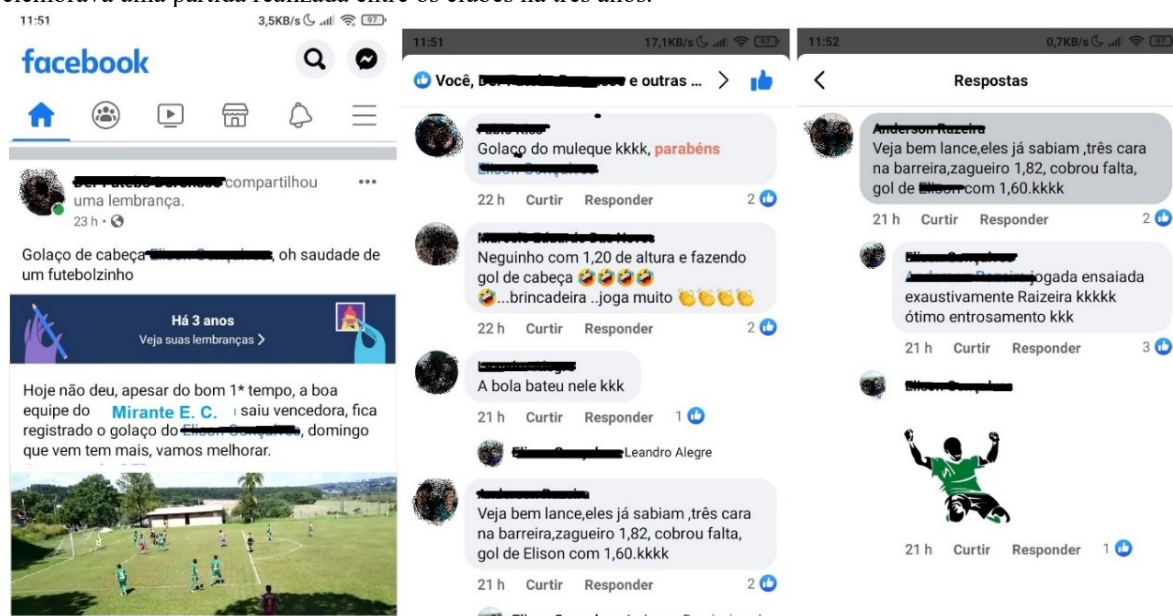 elembrava uma partida realizada entre os clubes há três anos.
11:51
3,5KB/s
97
facebook
compartilhou
uma lembrança.
23 h
Golaço de cabeça , oh saudade de
um futebolzinho
Há 3 anos
Veja suas lembranças
Hoje não deu, apesar do bom 1* tempo, a boa
equipe do Mirante E. C. saiu vencedora, fica
registrado o golaço do , domingo
que vem tem mais, vamos melhorar.
11:51
17,1KB/s
97
Você, e outras ...
Golaço do muleque kkkk, parabéns
22 h Curtir Responder 2
Neguinho com 1,20 de altura e fazendo
gol de cabeça 🤣🤣🤣🤣
🤣...brincadeira ..joga muito 👏👏👏👏
22 h Curtir Responder 2
A bola bateu nele kkk
21 h Curtir Responder 1
Leandro Alegre
Veja bem lance,eles já sabiam ,três cara
na barreira,zagueiro 1,82, cobrou falta,
gol de Elison com 1,60.kkkk
21 h Curtir Responder 2
11:52
0,7KB/s
97
Respostas
Veja bem lance,eles já sabiam ,três cara
na barreira,zagueiro 1,82, cobrou falta,
gol de com 1,60.kkkk
21 h Curtir Responder 2
jogada ensaiada
exaustivamente Raizeira kkkkk
ótimo entrosamento kkk
21 h Curtir Responder 3
21 h Curtir Responder 1